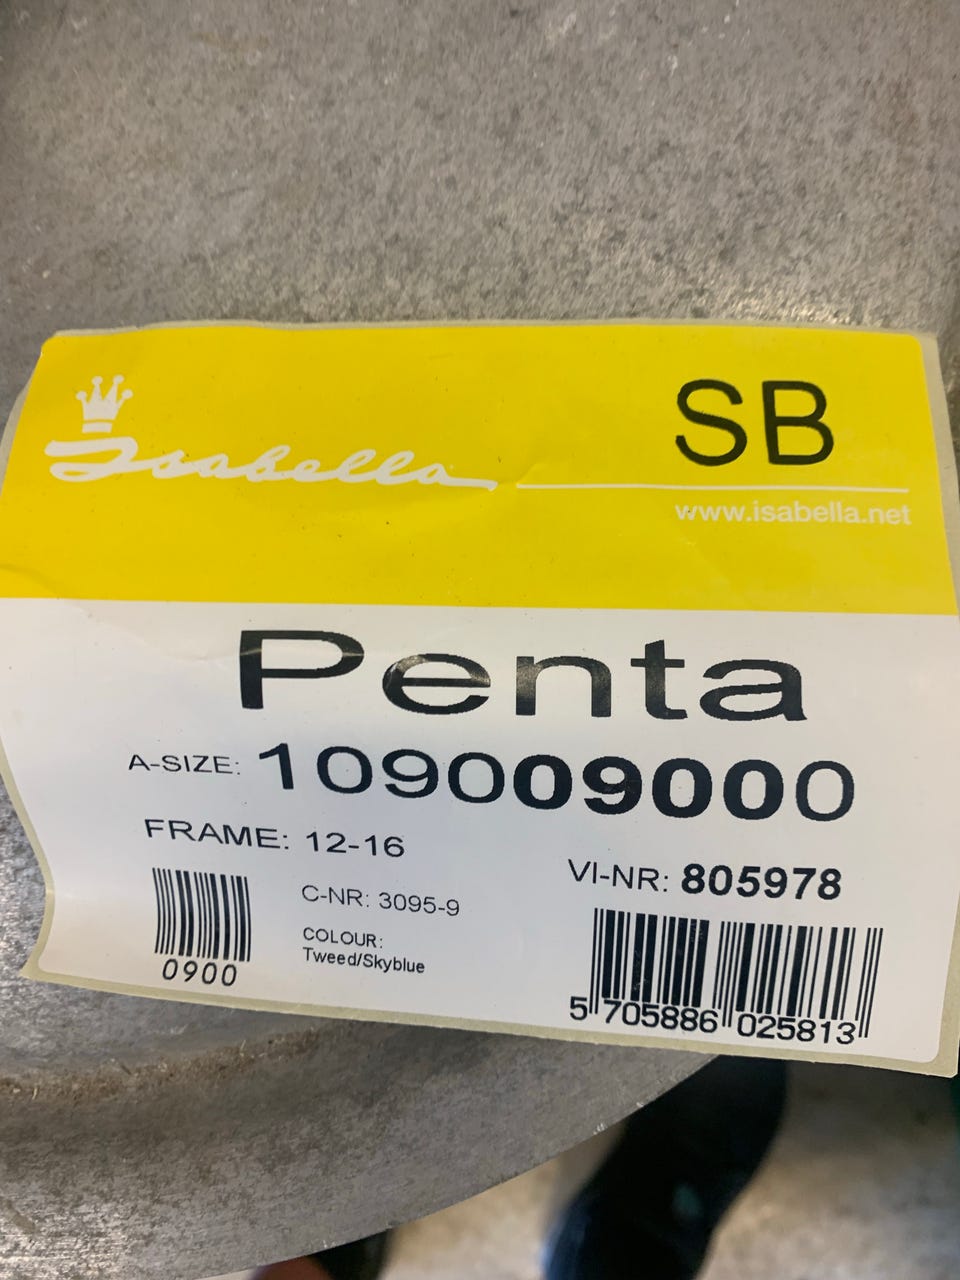 Isabella
SB
www.isabella.net
Penta
A-SIZE: 109009000
FRAME: 12-16
VI-NR: 805978
C-NR: 3095-9
COLOUR:
Tweed/Skyblue
0900
5 705886 025813